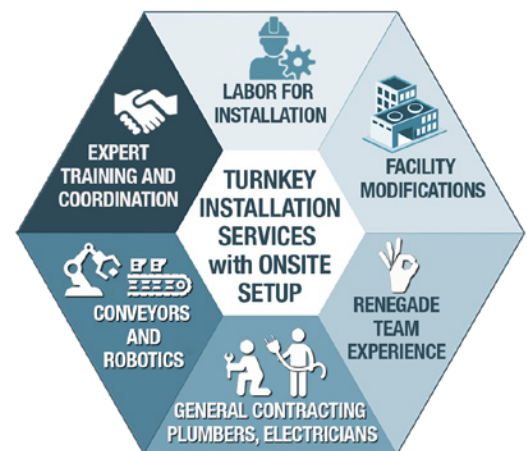 LABOR FOR
INSTALLATION
FACILITY
MODIFICATIONS
RENEGADE
TEAM
EXPERIENCE
GENERAL CONTRACTING
PLUMBERS, ELECTRICIANS
CONVEYORS
AND
ROBOTICS
EXPERT
TRAINING AND
COORDINATION
TURNKEY
INSTALLATION
SERVICES
with ONSITE
SETUP